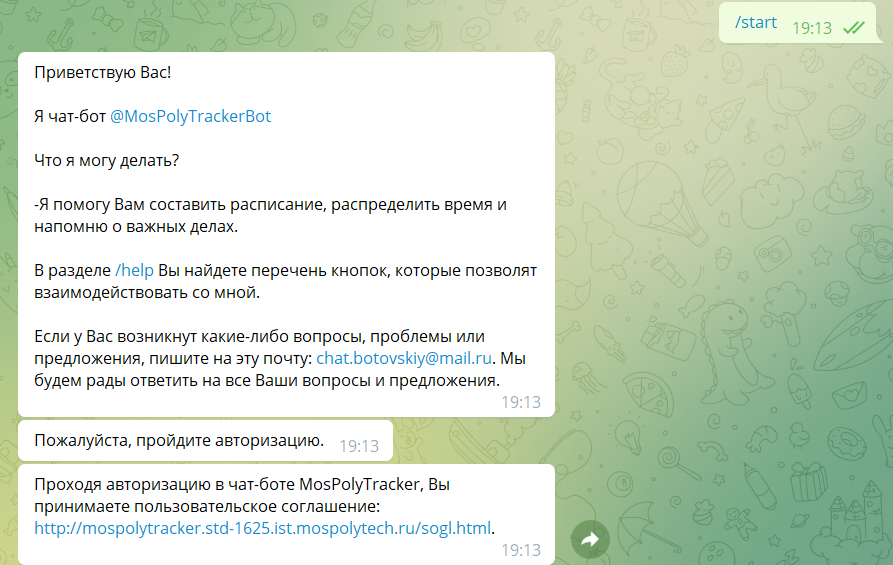 /start 19:13
Приветствую Вас!
Я чат-бот @MosPolyTrackerBot
Что я могу делать?
-Я помогу Вам составить расписание, распределить время и
напомню о важных делах.
В разделе /help Вы найдете перечень кнопок, которые позволят
взаимодействовать со мной.
Если у Вас возникнут какие-либо вопросы, проблемы или
предложения, пишите на эту почту: chat.botovskiy@mail.ru. Мы
будем рады ответить на все Ваши вопросы и предложения.
19:13
Пожалуйста, пройдите авторизацию. 19:13
Проходя авторизацию в чат-боте MosPolyTracker, Вы
принимаете пользовательское соглашение:
http://mospolytracker.std-1625.ist.mospolytech.ru/sogl.html.
19:13